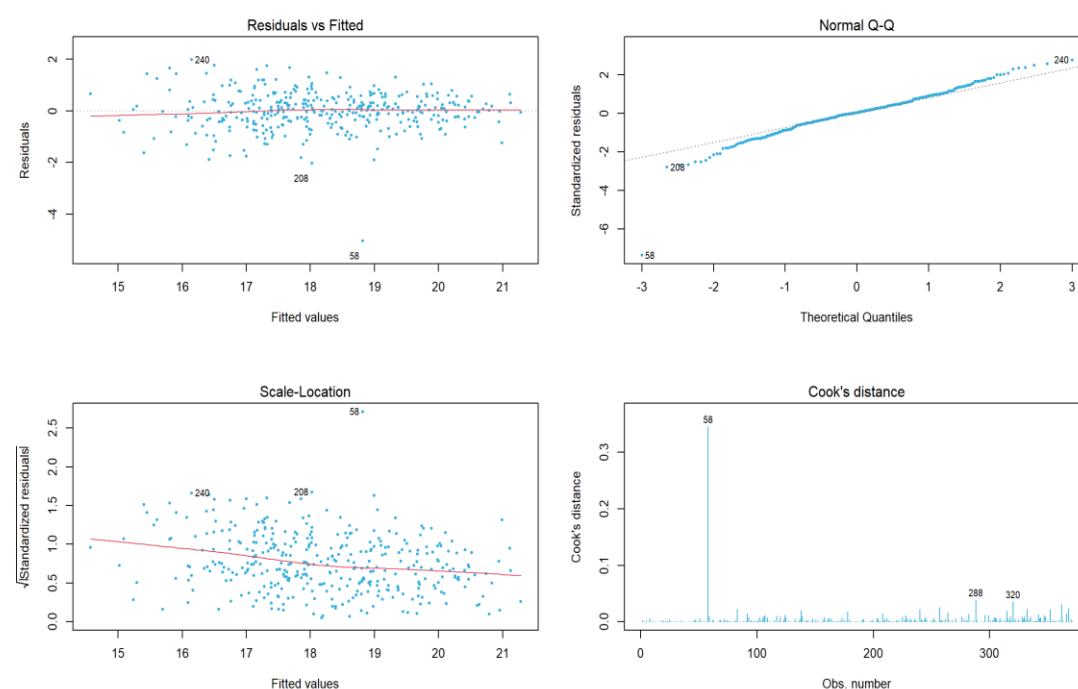 Residuals vs Fitted
Residuals
2
0
-2
-4
240
208
58
15 16 17 18 19 20 21
Fitted values
Normal Q-Q
Standardized residuals
2
0
-2
-4
-6
240
208
58
-3 -2 -1 0 1 2 3
Theoretical Quantiles
Scale-Location
√|Standardized residuals|
2.5
2.0
1.5
1.0
0.5
0.0
58
240
208
15 16 17 18 19 20 21
Fitted values
Cook's distance
Cook's distance
0.3
0.2
0.1
0.0
58
288
320
0 100 200 300
Obs. number